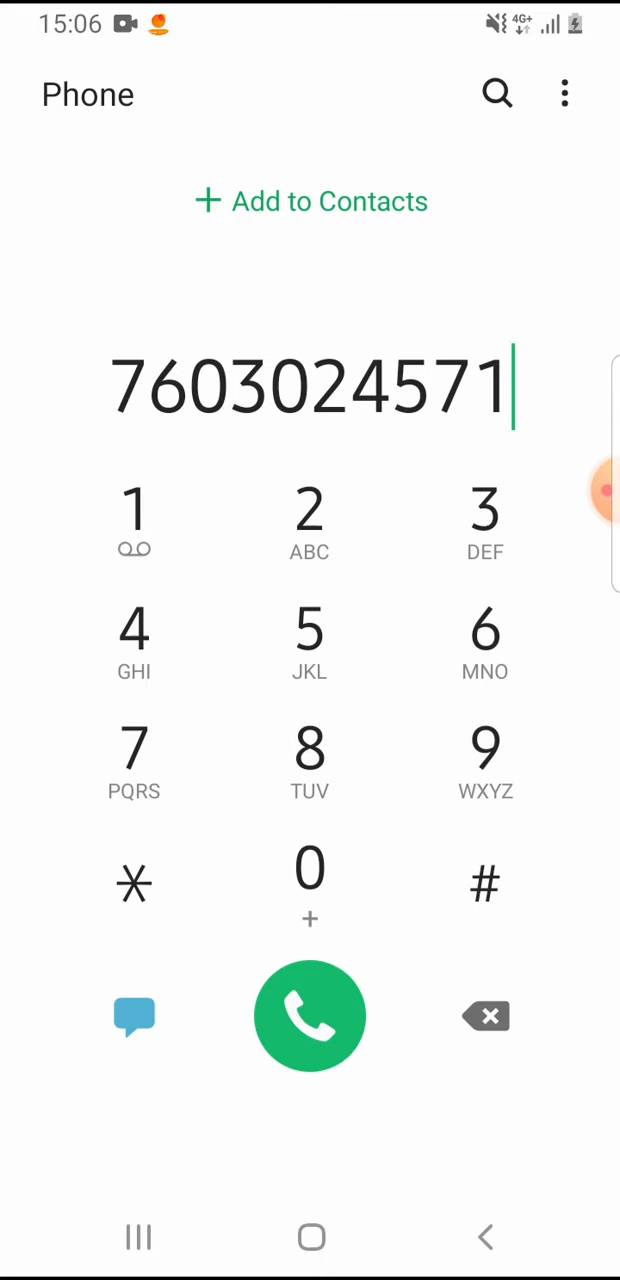 15:06 4G+
Phone
+ Add to Contacts
7603024571
1 2 3
ABC DEF
4 5 6
GHI JKL MNO
7 8 9
PQRS TUV WXYZ
* 0 #
+